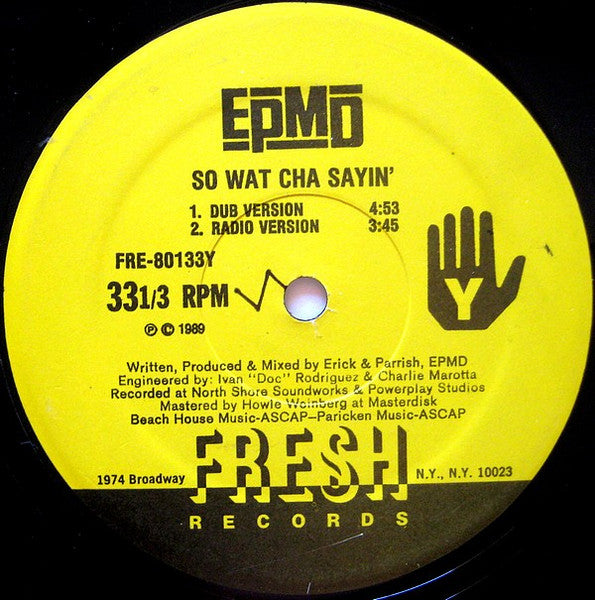 EPMD
SO WAT CHA SAYIN'
1. DUB VERSION 4:53
2. RADIO VERSION 3:45
FRE-80133Y
33 1/3 RPM
Ⓟ © 1989
Y
Written, Produced & Mixed by Erick & Parrish, EPMD
Engineered by: Ivan "Doc" Rodriguez & Charlie Marotta
Recorded at North Shore Soundworks & Powerplay Studios
Mastered by Howie Weinberg at Masterdisk
Beach House Music-ASCAP–Paricken Music-ASCAP
1974 Broadway FRESH N.Y., N.Y. 10023
RECORDS